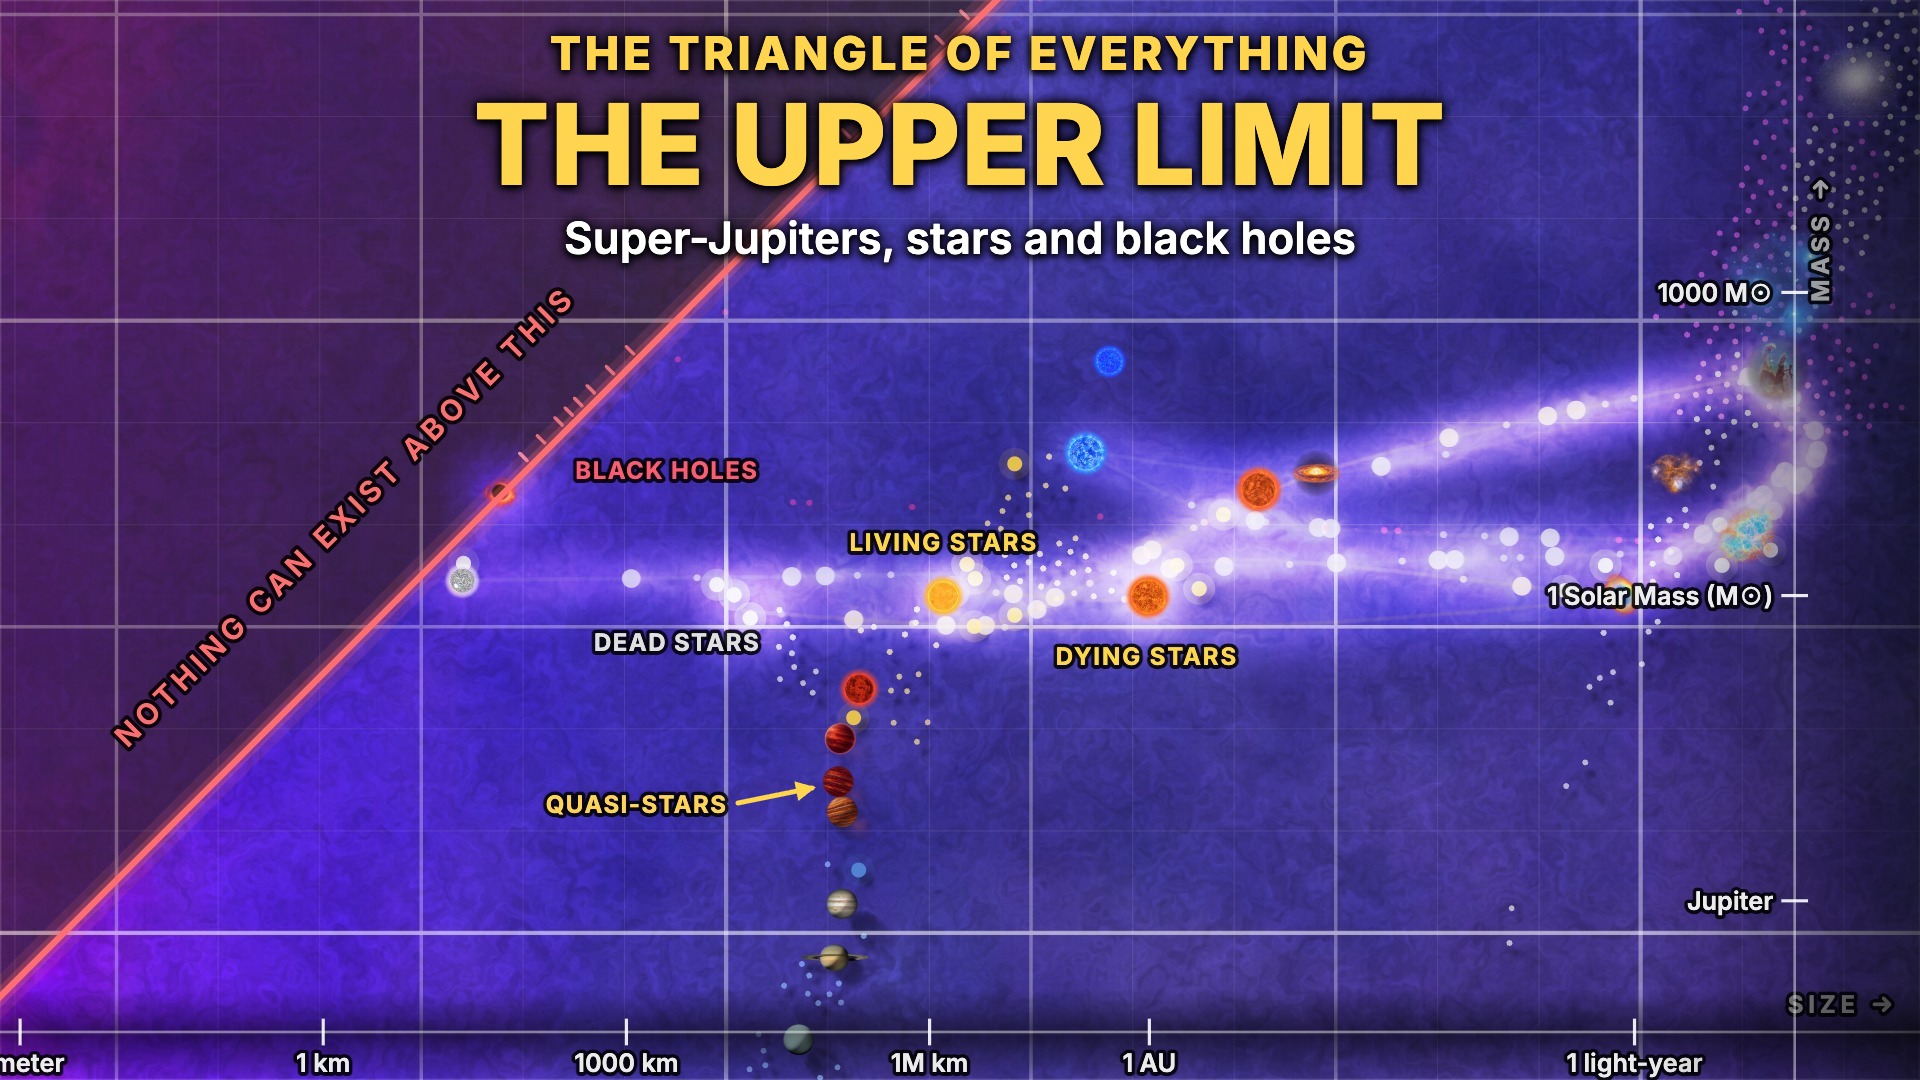 THE TRIANGLE OF EVERYTHING
THE UPPER LIMIT
Super-Jupiters, stars and black holes
MASS →
1000 M☉
NOTHING CAN EXIST ABOVE THIS
BLACK HOLES
LIVING STARS
1 Solar Mass (M☉)
DEAD STARS
DYING STARS
QUASI-STARS
Jupiter
SIZE →
meter
1 km
1000 km
1M km
1 AU
1 light-year